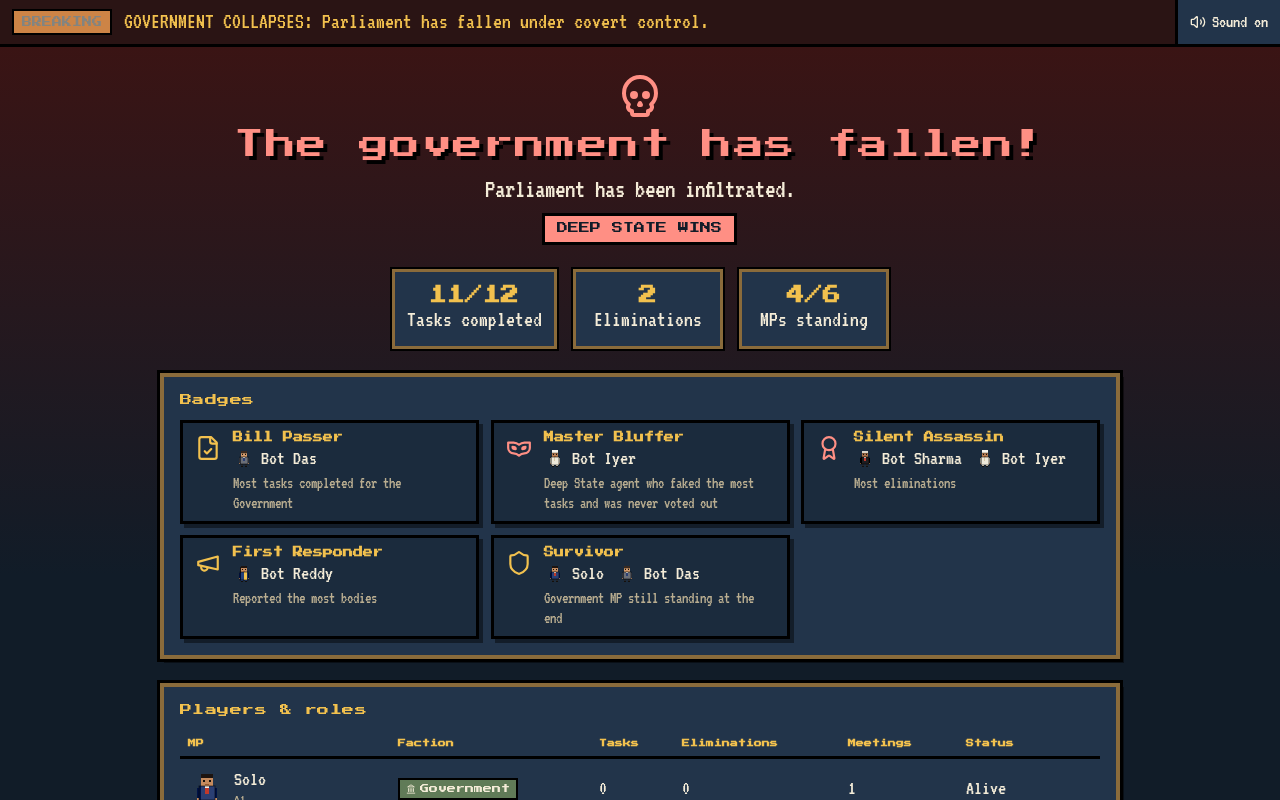 BREAKING GOVERNMENT COLLAPSES: Parliament has fallen under covert control. Sound on
The government has fallen!
Parliament has been infiltrated.
DEEP STATE WINS
11/12 2 4/6
Tasks completed Eliminations MPs standing
Badges
Bill Passer
Bot Das
Most tasks completed for the
Government
Master Bluffer
Bot Iyer
Deep State agent who faked the most
tasks and was never voted out
Silent Assassin
Bot Sharma Bot Iyer
Most eliminations
First Responder
Bot Reddy
Reported the most bodies
Survivor
Solo Bot Das
Government MP still standing at the
end
Players & roles
MP Faction Tasks Eliminations Meetings Status
Solo
Government 0 0 1 Alive